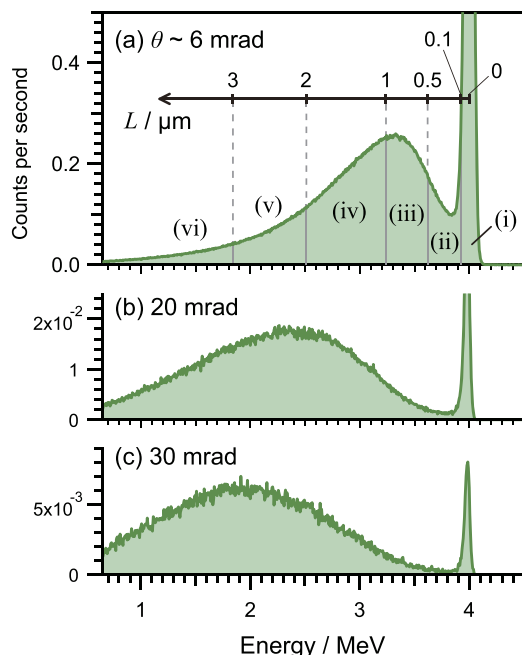 (a) θ ~ 6 mrad
0.1
0
3 2 1 0.5
L / μm
0.4
0.2
0.0
Counts per second
(vi) (v) (iv) (iii) (ii) (i)
(b) 20 mrad
2x10⁻²
1
0
(c) 30 mrad
5x10⁻³
0
1 2 3 4
Energy / MeV